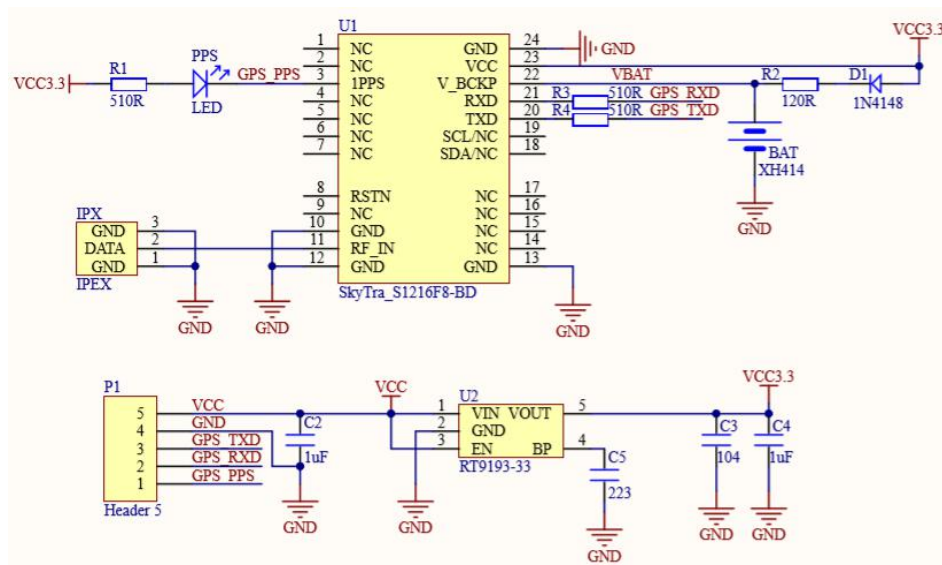 U1
VCC3.3
R1
510R
PPS
LED
GPS_PPS
1 NC
2 NC
3 1PPS
4 NC
5 NC
6 NC
7 NC
8 RSTN
9 NC
10 GND
11 RF_IN
12 GND
GND 24
VCC 23
V_BCKP 22
RXD 21
TXD 20
SCL/NC 19
SDA/NC 18
NC 17
NC 16
NC 15
NC 14
GND 13
SkyTra_S1216F8-BD
GND
VCC3.3
VBAT
R2
120R
D1
1N4148
R3 510R GPS_RXD
R4 510R GPS_TXD
BAT
XH414
GND
IPX
GND 3
DATA 2
GND 1
IPEX
GND
GND
GND
P1
5 VCC
4 GND
3 GPS_TXD
2 GPS_RXD
1 GPS_PPS
Header 5
C2
1uF
GND
VCC
U2
1 VIN VOUT 5
2 GND
3 EN BP 4
RT9193-33
GND
C5
223
GND
VCC3.3
C3
104
GND
C4
1uF
GND